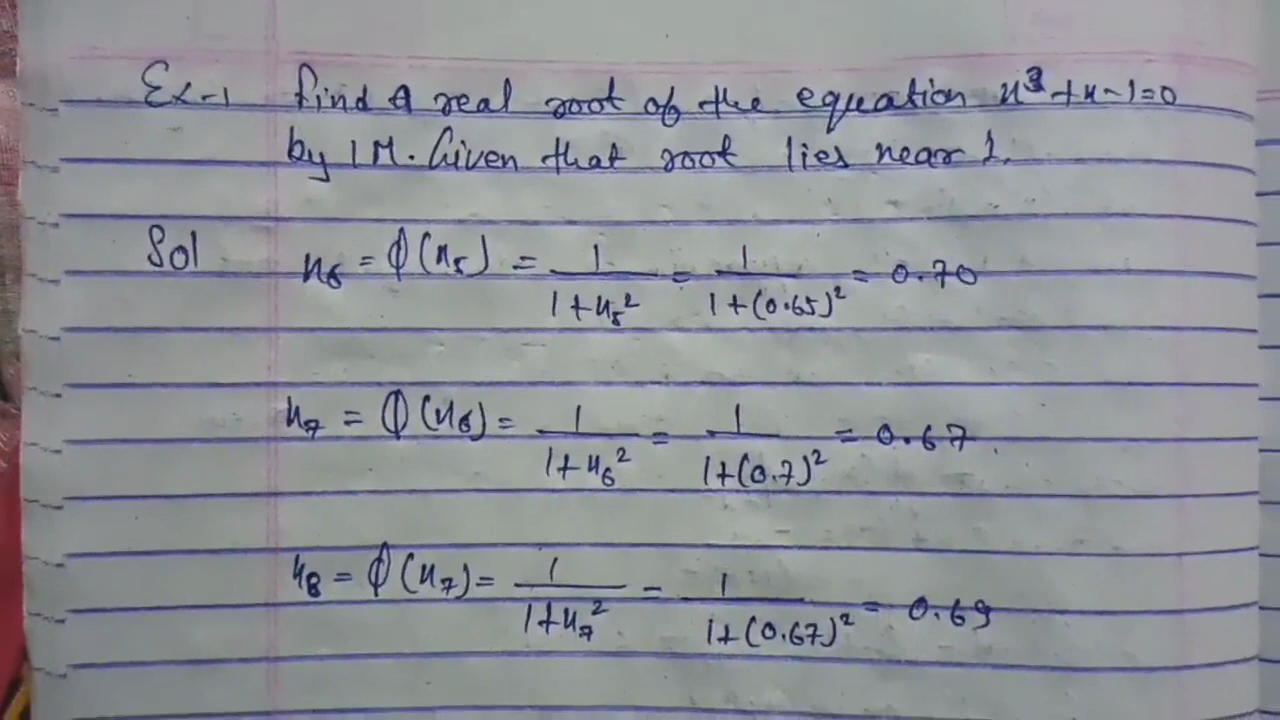 Ex-1 Find a real root of the equation x³+x-1=0
by IM. Given that root lies near 1.
Sol x₆ = φ(x₅) = 1/(1+x₅²) = 1/(1+(0.65)²) = 0.70
x₇ = φ(x₆) = 1/(1+x₆²) = 1/(1+(0.7)²) = 0.67.
x₈ = φ(x₇) = 1/(1+x₇²) = 1/(1+(0.67)²) = 0.69